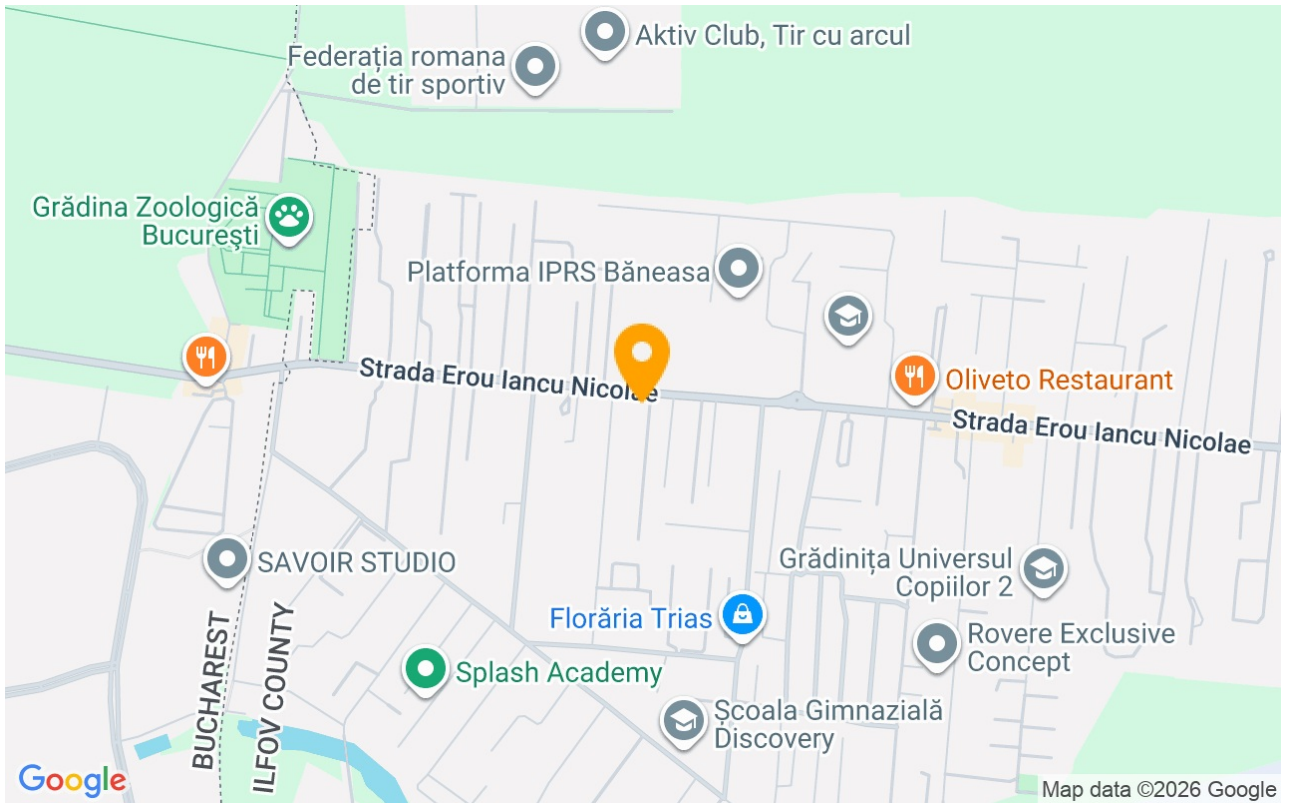 Aktiv Club, Tir cu arcul
Federația romana
de tir sportiv
Grădina Zoologică
București
Platforma IPRS Băneasa
Strada Erou Iancu Nicolae
Oliveto Restaurant
Strada Erou Iancu Nicolae
SAVOIR STUDIO
Grădinița Universul
Copiilor 2
BUCHAREST
ILFOV COUNTY
Florăria Trias
Rovere Exclusive
Concept
Splash Academy
Școala Gimnazială
Discovery
Google
Map data ©2026 Google